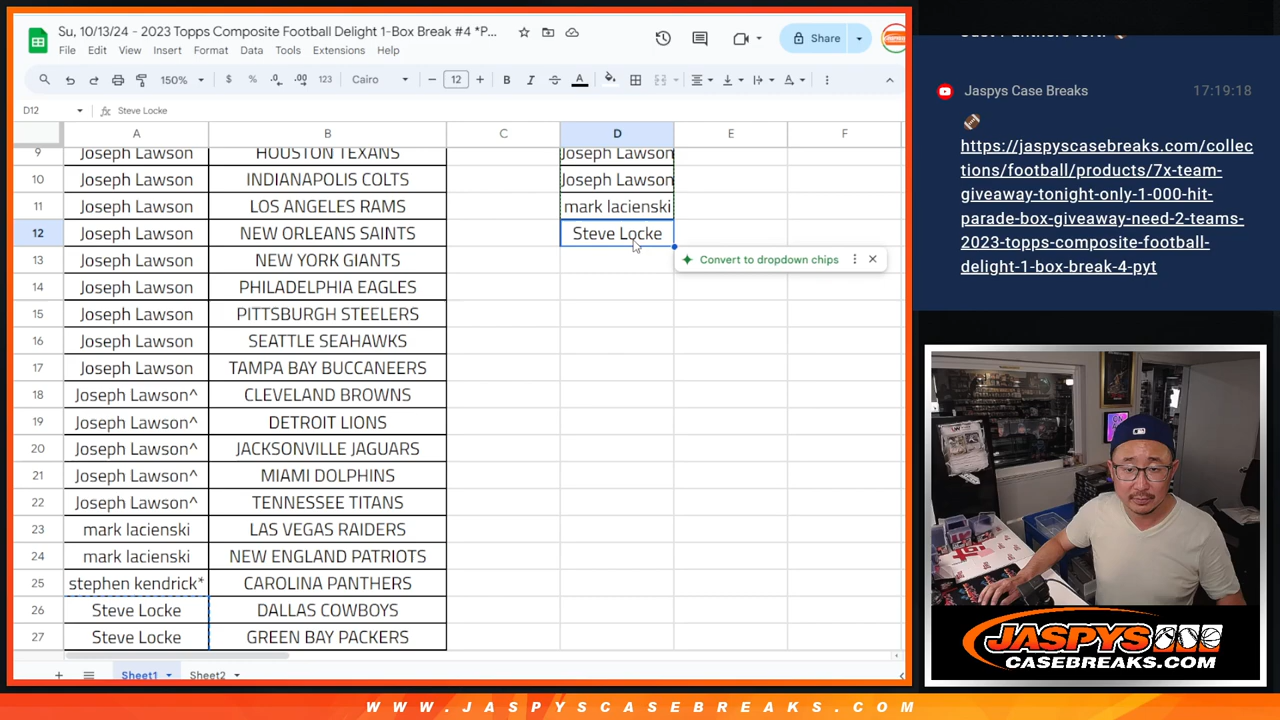 Su, 10/13/24 - 2023 Topps Composite Football Delight 1-Box Break #4 *P...
Share
File Edit View Insert Format Data Tools Extensions Help
150% $ % .0 .00 123 Cairo 12 B I A
D12 fx Steve Locke
A B C D E F
9 Joseph Lawson HOUSTON TEXANS Joseph Lawson
10 Joseph Lawson INDIANAPOLIS COLTS Joseph Lawson
11 Joseph Lawson LOS ANGELES RAMS mark lacienski
12 Joseph Lawson NEW ORLEANS SAINTS Steve Locke
13 Joseph Lawson NEW YORK GIANTS
Convert to dropdown chips
14 Joseph Lawson PHILADELPHIA EAGLES
15 Joseph Lawson PITTSBURGH STEELERS
16 Joseph Lawson SEATTLE SEAHAWKS
17 Joseph Lawson TAMPA BAY BUCCANEERS
18 Joseph Lawson^ CLEVELAND BROWNS
19 Joseph Lawson^ DETROIT LIONS
20 Joseph Lawson^ JACKSONVILLE JAGUARS
21 Joseph Lawson^ MIAMI DOLPHINS
22 Joseph Lawson^ TENNESSEE TITANS
23 mark lacienski LAS VEGAS RAIDERS
24 mark lacienski NEW ENGLAND PATRIOTS
25 stephen kendrick* CAROLINA PANTHERS
26 Steve Locke DALLAS COWBOYS
27 Steve Locke GREEN BAY PACKERS
Sheet1 Sheet2
Jaspys Case Breaks 17:19:18
https://jaspyscasebreaks.com/collec
tions/football/products/7x-team-
giveaway-tonight-only-1-000-hit-
parade-box-giveaway-need-2-teams-
2023-topps-composite-football-
delight-1-box-break-4-pyt
JASPYS
CASEBREAKS.COM
WWW.JASPYSCASEBREAKS.COM